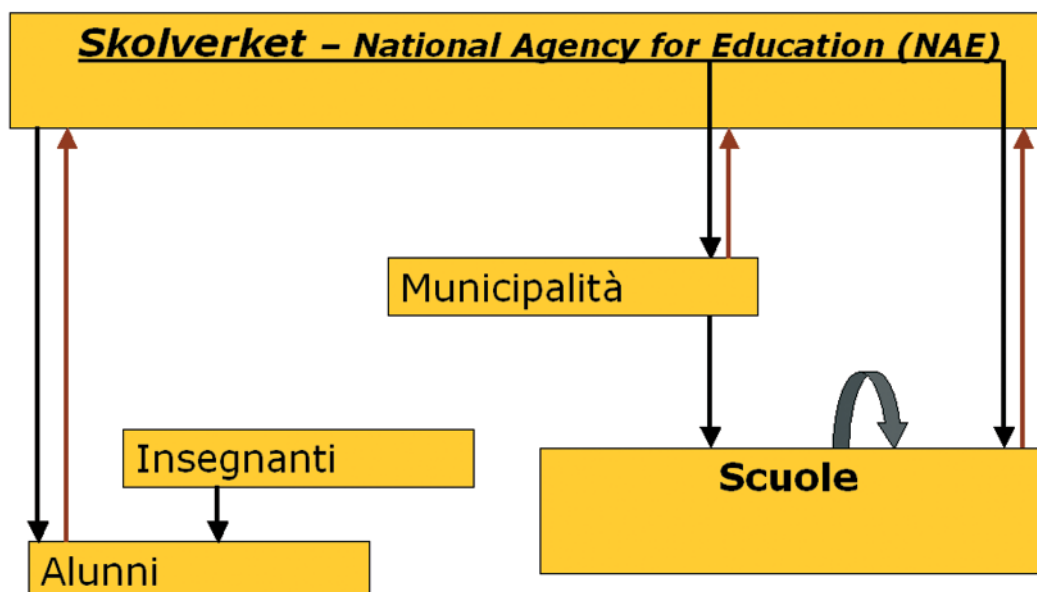 Skolverket – National Agency for Education (NAE)
Municipalità
Insegnanti
Scuole
Alunni